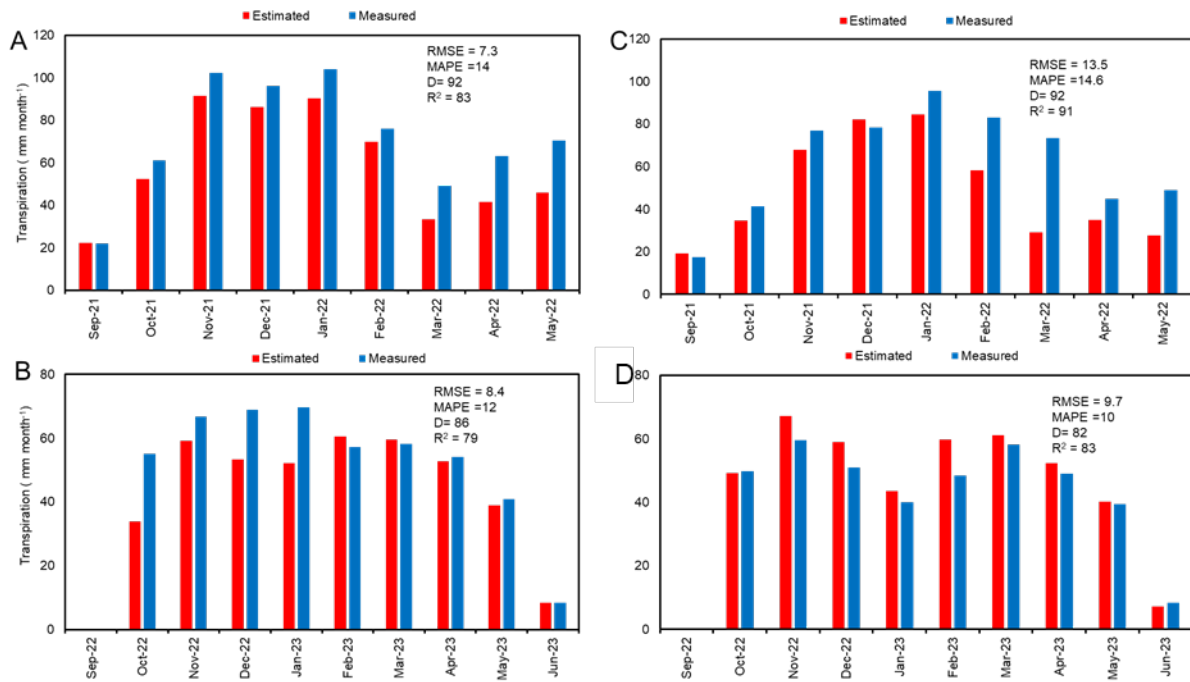 A
Estimated Measured
Transpiration ( mm month-1)
120
100
80
60
40
20
0
RMSE = 7.3
MAPE = 14
D= 92
R2 = 83
Sep-21
Oct-21
Nov-21
Dec-21
Jan-22
Feb-22
Mar-22
Apr-22
May-22
C
Estimated Measured
120
100
80
60
40
20
0
RMSE = 13.5
MAPE = 14.6
D= 92
R2 = 91
Sep-21
Oct-21
Nov-21
Dec-21
Jan-22
Feb-22
Mar-22
Apr-22
May-22
B
Estimated Measured
Transpiration ( mm month-1)
80
60
40
20
0
RMSE = 8.4
MAPE =12
D= 86
R2 = 79
Sep-22
Oct-22
Nov-22
Dec-22
Jan-23
Feb-23
Mar-23
Apr-23
May-23
Jun-23
D
Estimated Measured
80
60
40
20
0
RMSE = 9.7
MAPE =10
D= 82
R2 = 83
Sep-22
Oct-22
Nov-22
Dec-22
Jan-23
Feb-23
Mar-23
Apr-23
May-23
Jun-23